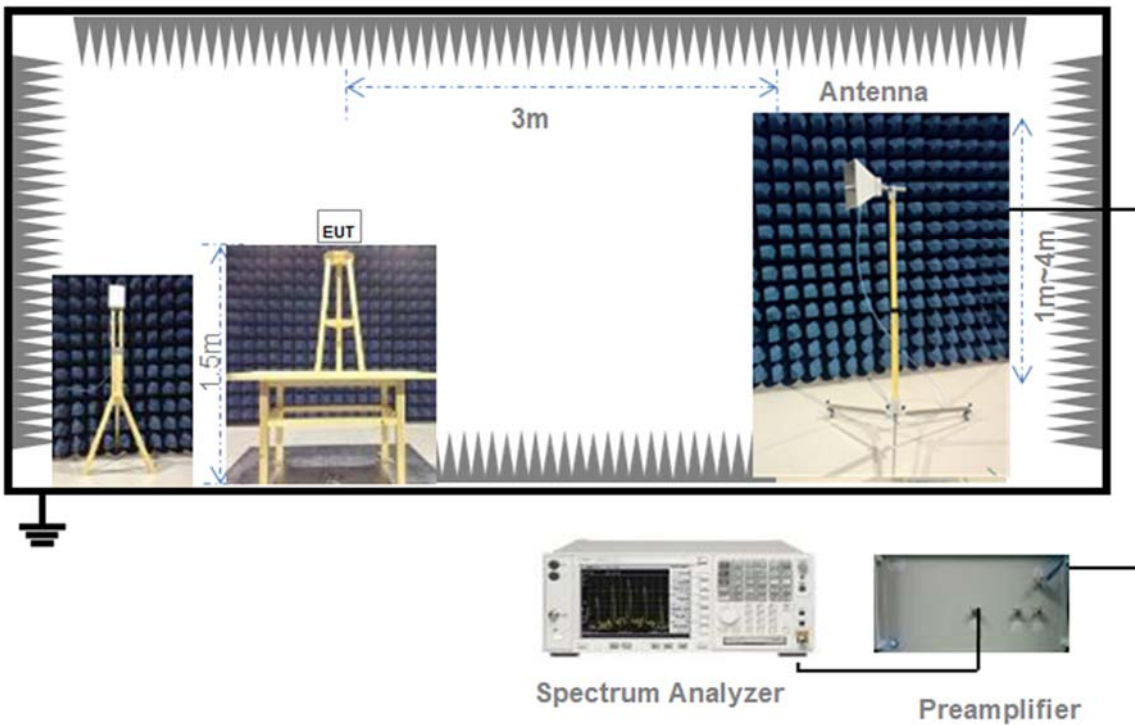 Antenna
3m
EUT
1.5m
1m~4m
Spectrum Analyzer
Preamplifier